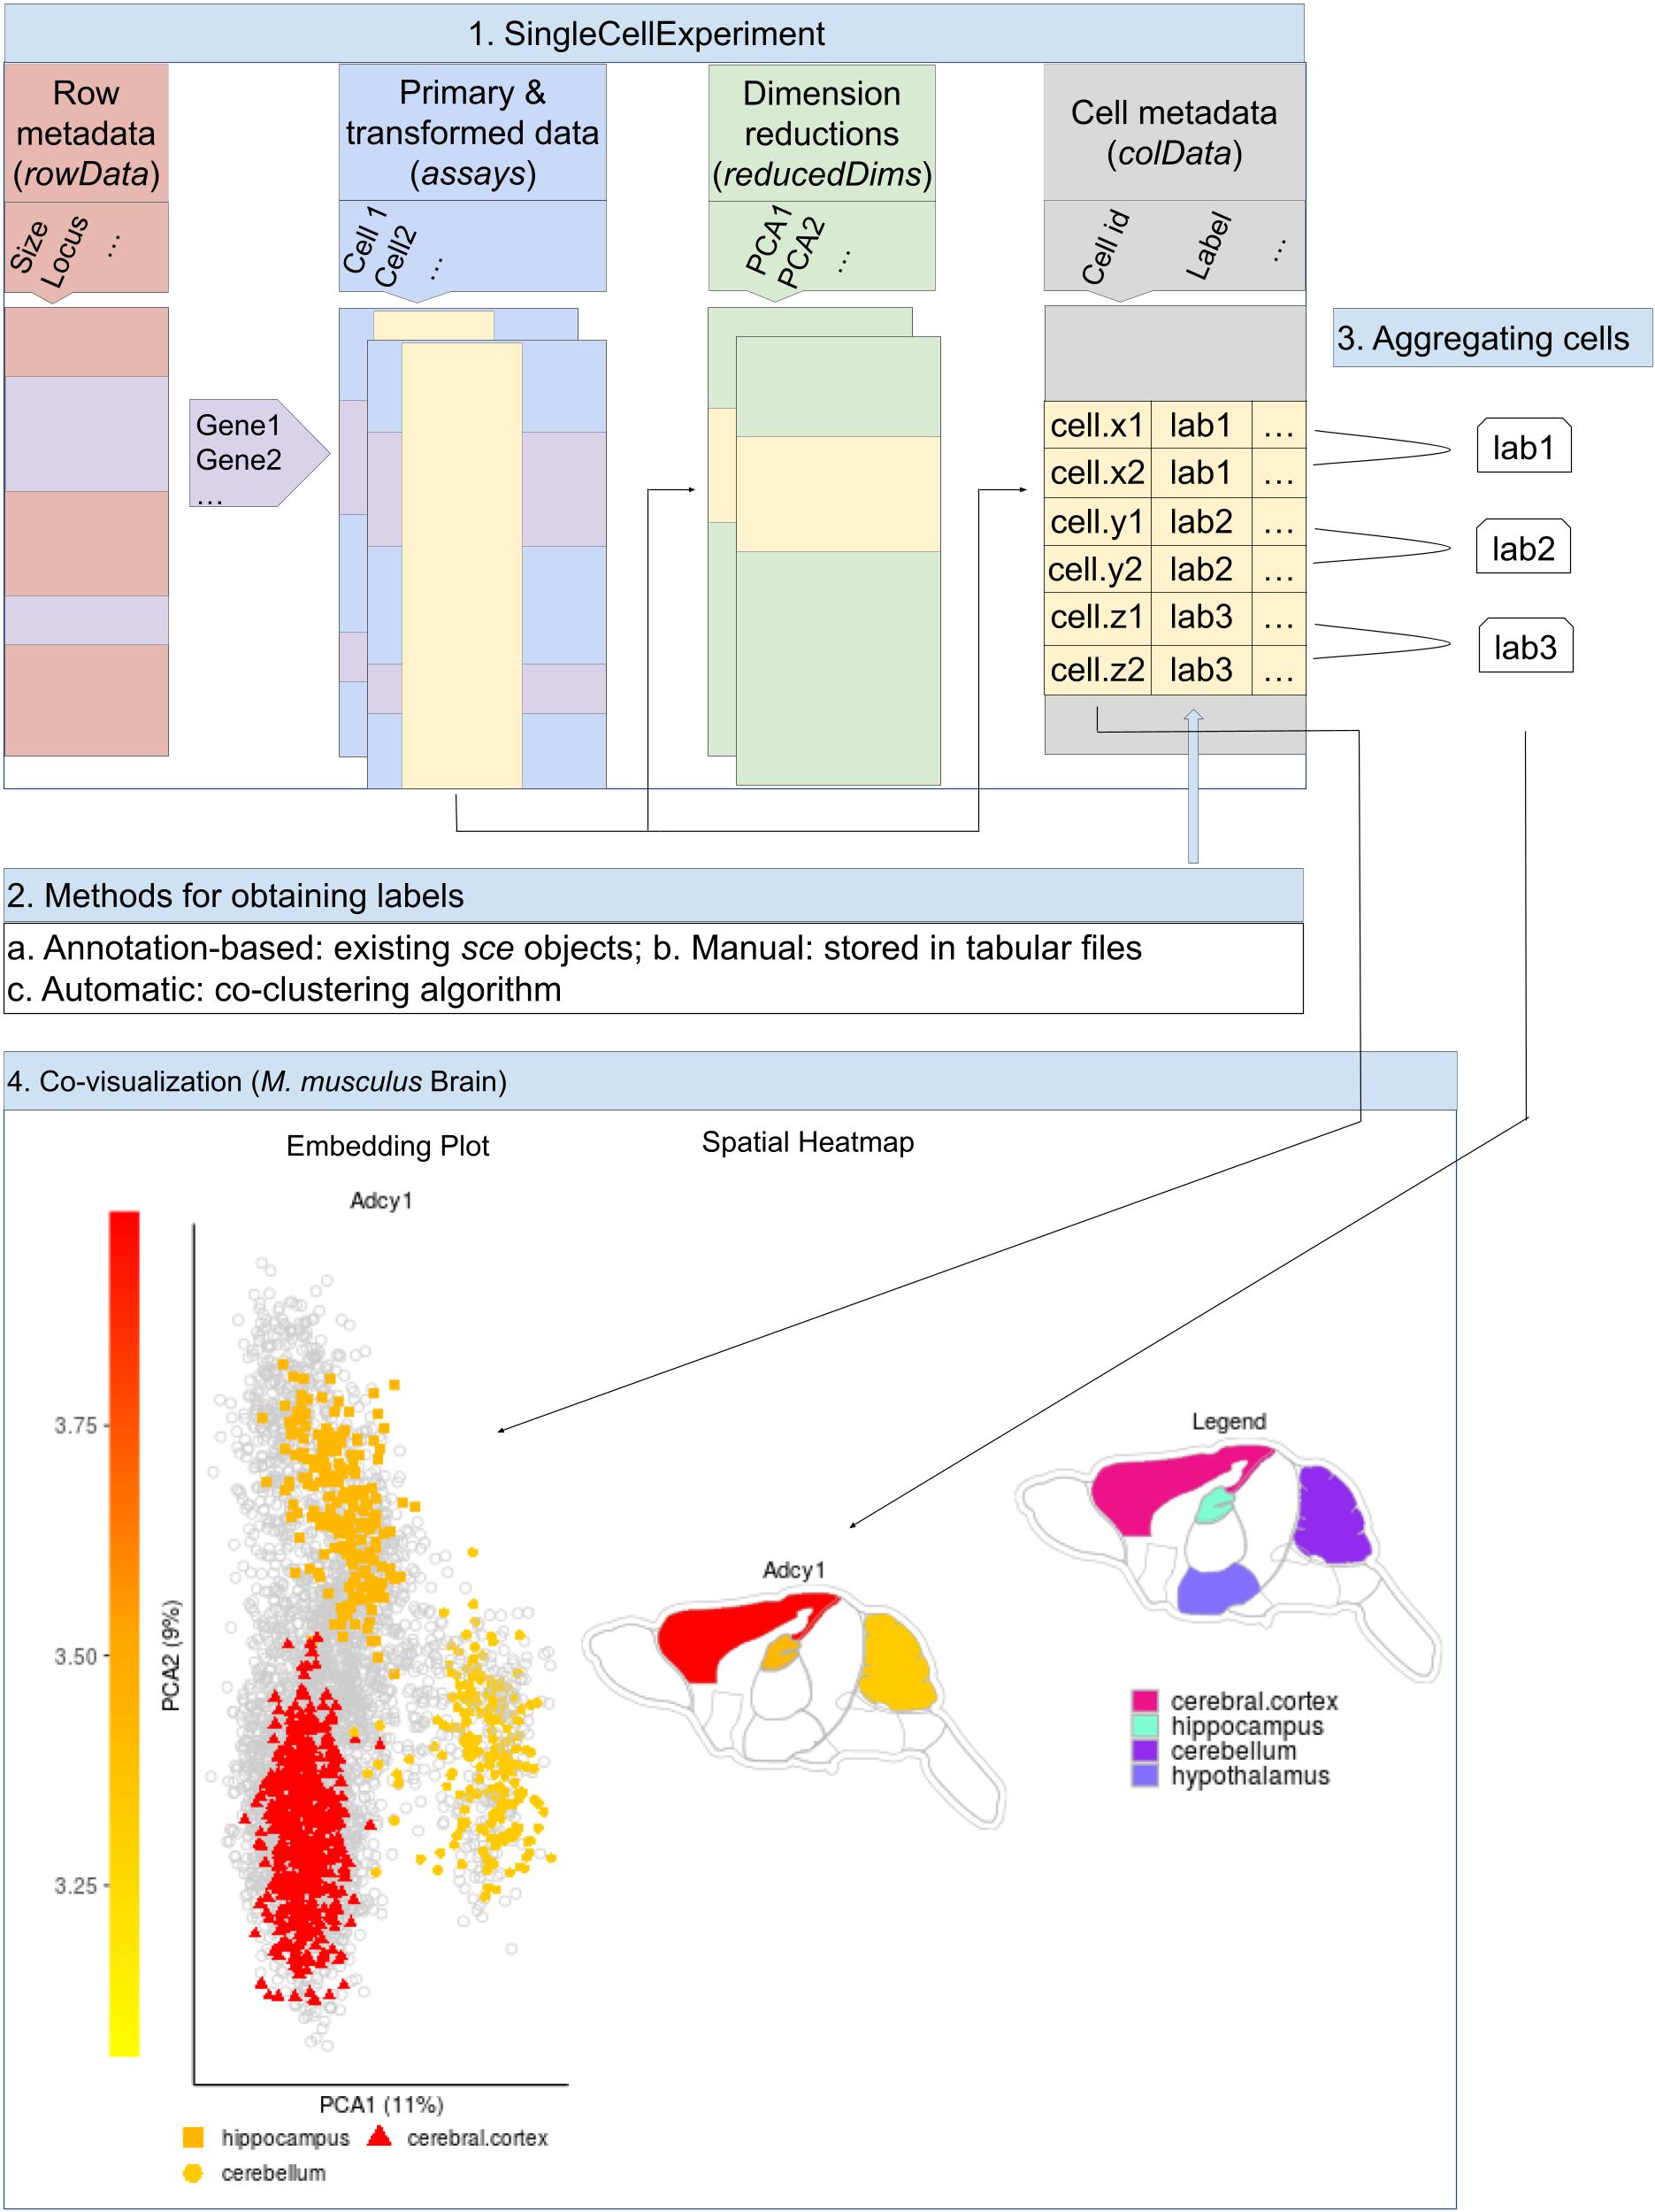 1. SingleCellExperiment
Row
metadata
(rowData)
Size
Locus
...
Primary &
transformed data
(assays)
Cell 1
Cell2
...
Dimension
reductions
(reducedDims)
PCA1
PCA2
...
Cell metadata
(colData)
Cell id
Label
...
Gene1
Gene2
...
cell.x1 lab1 ...
cell.x2 lab1 ...
cell.y1 lab2 ...
cell.y2 lab2 ...
cell.z1 lab3 ...
cell.z2 lab3 ...
3. Aggregating cells
lab1
lab2
lab3
2. Methods for obtaining labels
a. Annotation-based: existing sce objects; b. Manual: stored in tabular files
c. Automatic: co-clustering algorithm
4. Co-visualization (M. musculus Brain)
Embedding Plot
Spatial Heatmap
Adcy1
3.75
3.50
3.25
PCA2 (9%)
PCA1 (11%)
hippocampus cerebral.cortex
cerebellum
Adcy1
Legend
cerebral.cortex
hippocampus
cerebellum
hypothalamus